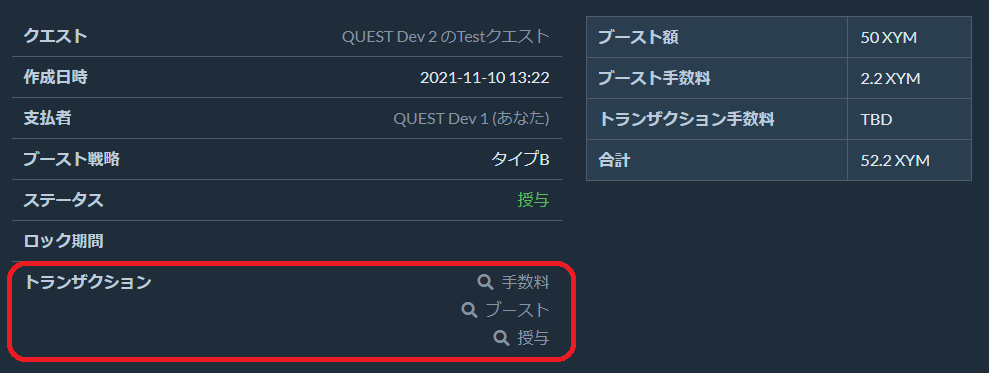 クエスト QUEST Dev 2 のTestクエスト
作成日時 2021-11-10 13:22
支払者 QUEST Dev 1 (あなた)
ブースト戦略 タイプB
ステータス 授与
ロック期間
トランザクション 手数料
ブースト
授与
ブースト額 50 XYM
ブースト手数料 2.2 XYM
トランザクション手数料 TBD
合計 52.2 XYM